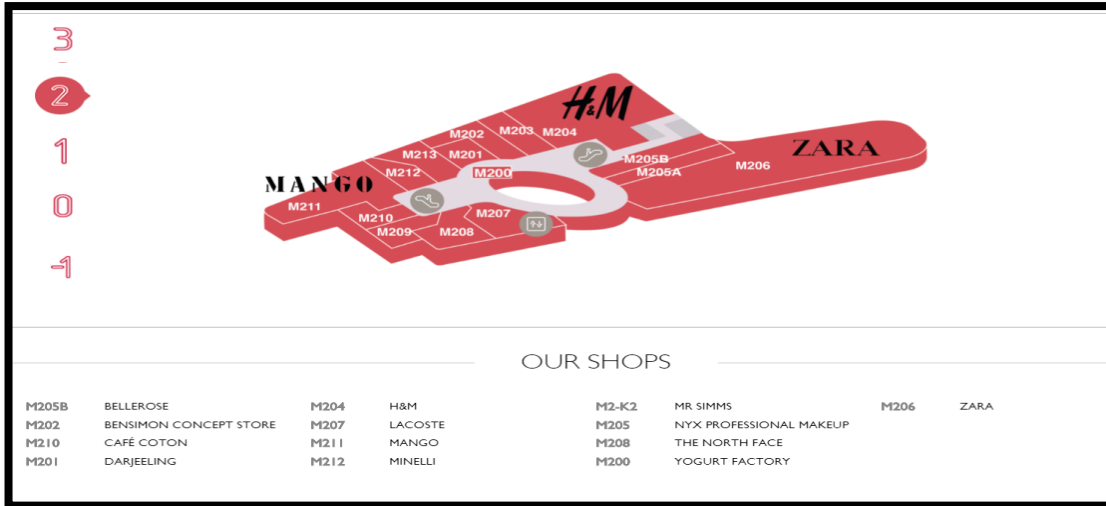 3
2
1
0
-1
H&M
M202
M203
M204
M213
M201
M205B
ZARA
M212
M200
M205A
M206
MANGO
M211
M210
M207
M209
M208
OUR SHOPS
M205B BELLEROSE M204 H&M M2-K2 MR SIMMS M206 ZARA
M202 BENSIMON CONCEPT STORE M207 LACOSTE M205 NYX PROFESSIONAL MAKEUP
M210 CAFÉ COTON M211 MANGO M208 THE NORTH FACE
M201 DARJEELING M212 MINELLI M200 YOGURT FACTORY